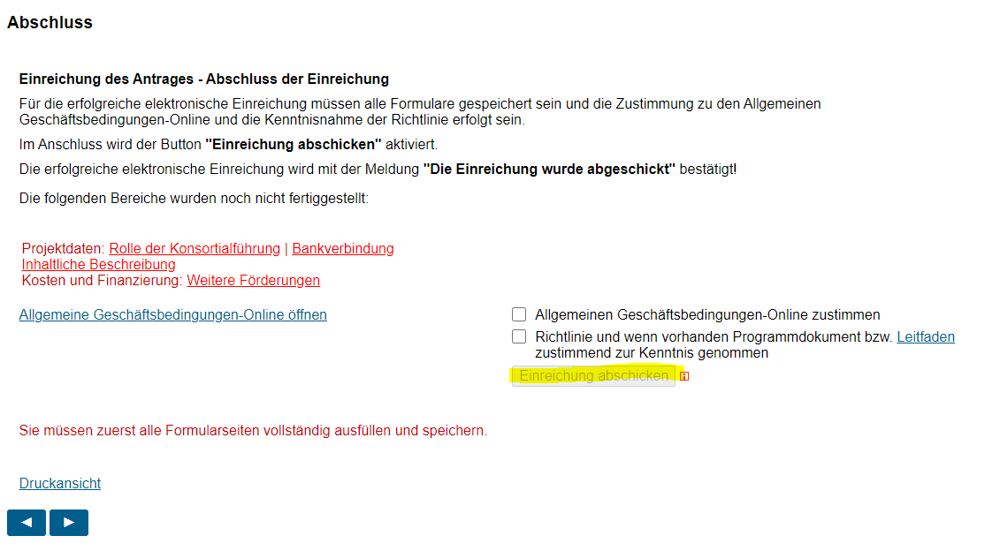 Abschluss
Einreichung des Antrages - Abschluss der Einreichung
Für die erfolgreiche elektronische Einreichung müssen alle Formulare gespeichert sein und die Zustimmung zu den Allgemeinen
Geschäftsbedingungen-Online und die Kenntnisnahme der Richtlinie erfolgt sein.
Im Anschluss wird der Button "Einreichung abschicken" aktiviert.
Die erfolgreiche elektronische Einreichung wird mit der Meldung "Die Einreichung wurde abgeschickt" bestätigt!
Die folgenden Bereiche wurden noch nicht fertiggestellt:
Projektdaten: Rolle der Konsortialführung | Bankverbindung
Inhaltliche Beschreibung
Kosten und Finanzierung: Weitere Förderungen
Allgemeine Geschäftsbedingungen-Online öffnen
Allgemeinen Geschäftsbedingungen-Online zustimmen
Richtlinie und wenn vorhanden Programmdokument bzw. Leitfaden
zustimmend zur Kenntnis genommen
Einreichung abschicken
Sie müssen zuerst alle Formularseiten vollständig ausfüllen und speichern.
Druckansicht